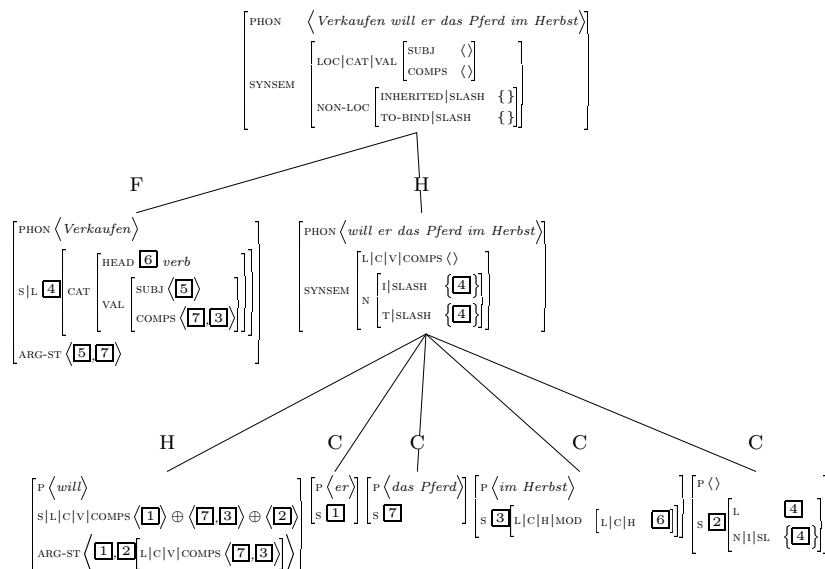 PHON ⟨Verkaufen will er das Pferd im Herbst⟩
SYNSEM
LOC|CAT|VAL
SUBJ ⟨⟩
COMPS ⟨⟩
NON-LOC
INHERITED|SLASH {}
TO-BIND|SLASH {}
F
H
PHON ⟨Verkaufen⟩
S|L 4
CAT
HEAD 6 verb
VAL
SUBJ ⟨5⟩
COMPS ⟨7,3⟩
ARG-ST ⟨5,7⟩
PHON ⟨will er das Pferd im Herbst⟩
SYNSEM
L|C|V|COMPS ⟨⟩
N
I|SLASH {4}
T|SLASH {4}
H
C
C
C
C
P ⟨will⟩
S|L|C|V|COMPS ⟨1⟩ ⊕ ⟨7,3⟩ ⊕ ⟨2⟩
ARG-ST ⟨1,2[L|C|V|COMPS ⟨7,3⟩]⟩
P ⟨er⟩
S 1
P ⟨das Pferd⟩
S 7
P ⟨im Herbst⟩
S 3[L|C|H|MOD [L|C|H 6]]
P ⟨⟩
S 2
L 4
N|I|SL {4}